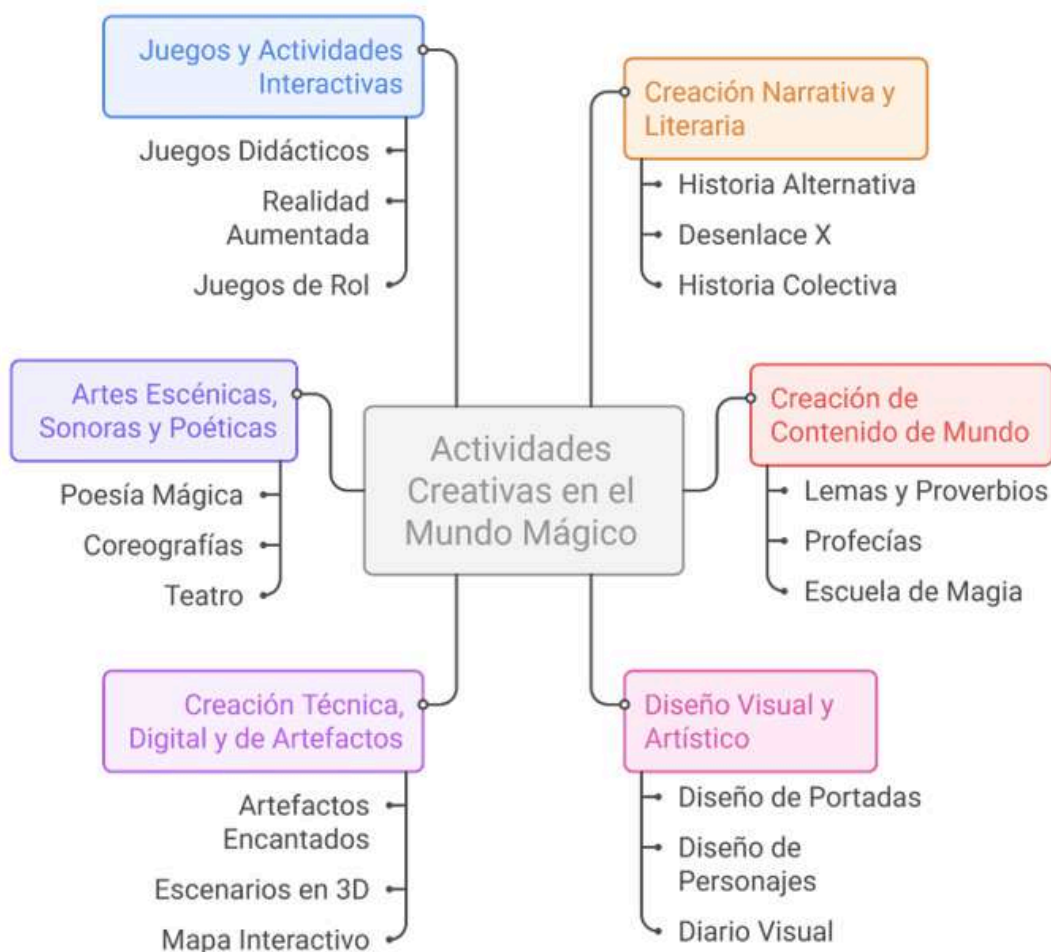 Juegos y Actividades
Interactivas
Juegos Didácticos
Realidad
Aumentada
Juegos de Rol
Creación Narrativa y
Literaria
Historia Alternativa
Desenlace X
Historia Colectiva
Artes Escénicas,
Sonoras y Poéticas
Poesía Mágica
Coreografías
Teatro
Actividades
Creativas en el
Mundo Mágico
Creación de
Contenido de Mundo
Lemas y Proverbios
Profecías
Escuela de Magia
Creación Técnica,
Digital y de Artefactos
Artefactos
Encantados
Escenarios en 3D
Mapa Interactivo
Diseño Visual y
Artístico
Diseño de Portadas
Diseño de
Personajes
Diario Visual